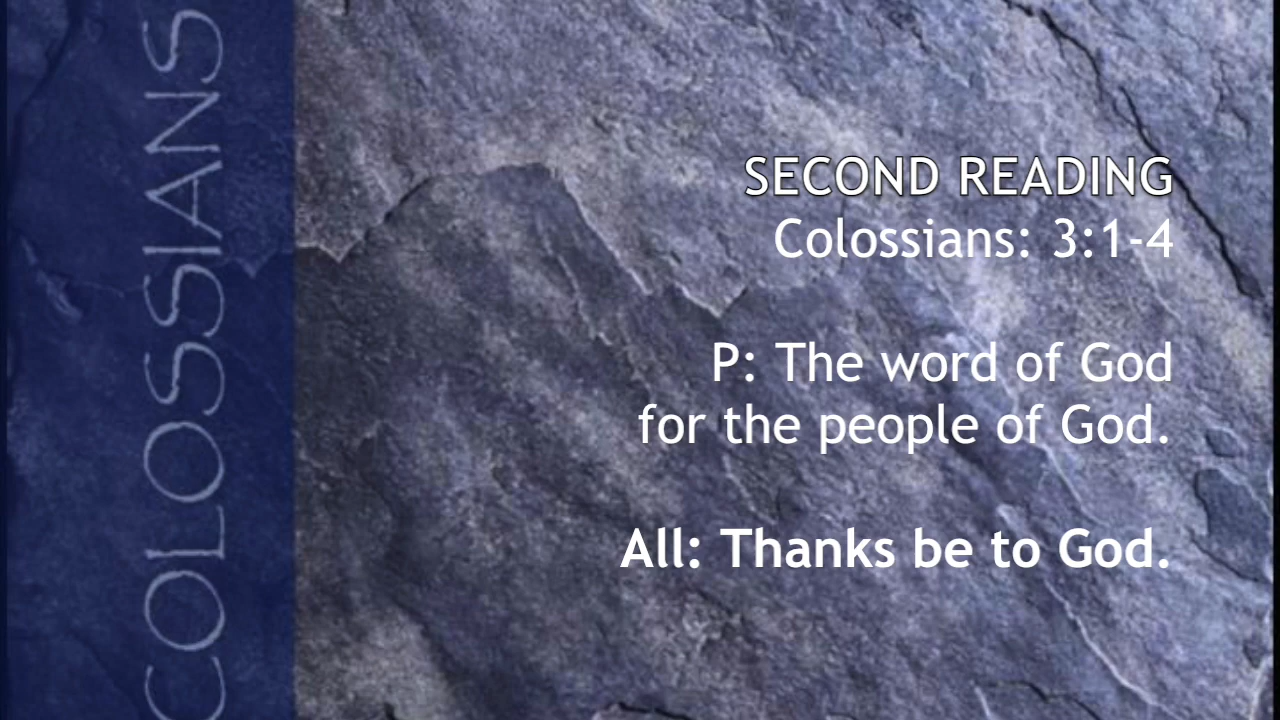 COLOSSIANS
SECOND READING
Colossians: 3:1-4
P: The word of God
for the people of God.
All: Thanks be to God.